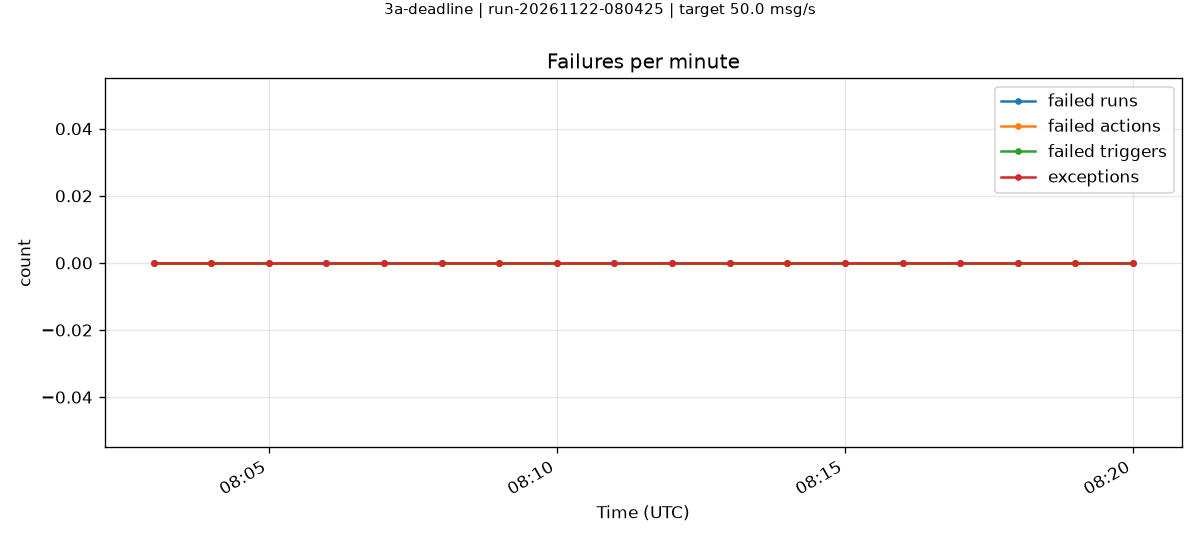 3a-deadline | run-20261122-080425 | target 50.0 msg/s
Failures per minute
failed runs
failed actions
failed triggers
exceptions
0.04
0.02
0.00
−0.02
−0.04
count
08:05
08:10
08:15
08:20
Time (UTC)